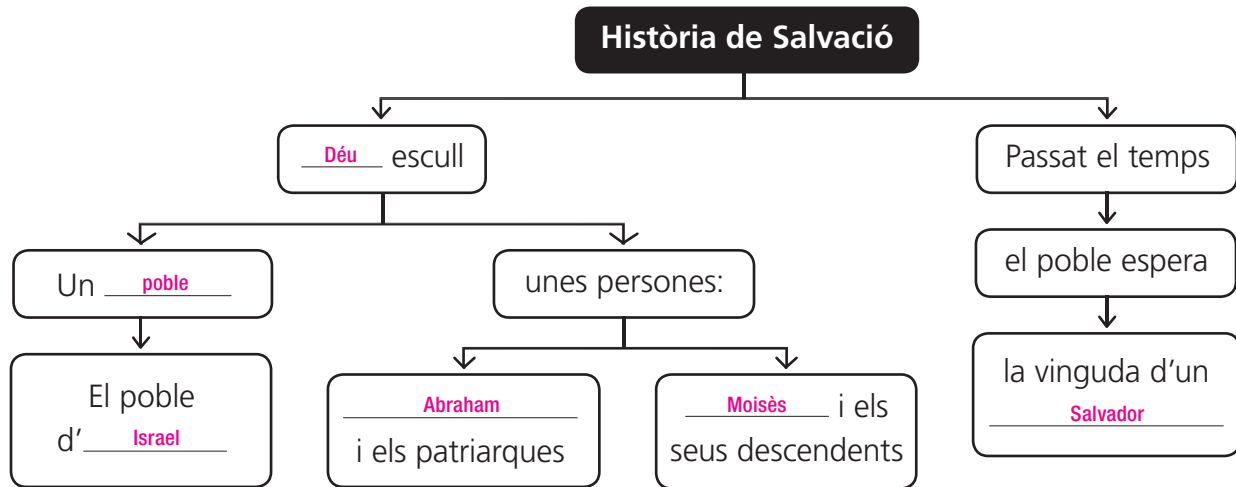 Història de Salvació
Déu escull
Un poble
El poble
d'Israel
unes persones:
Abraham
i els patriarques
Moisès i els
seus descendents
Passat el temps
el poble espera
la vinguda d'un
Salvador